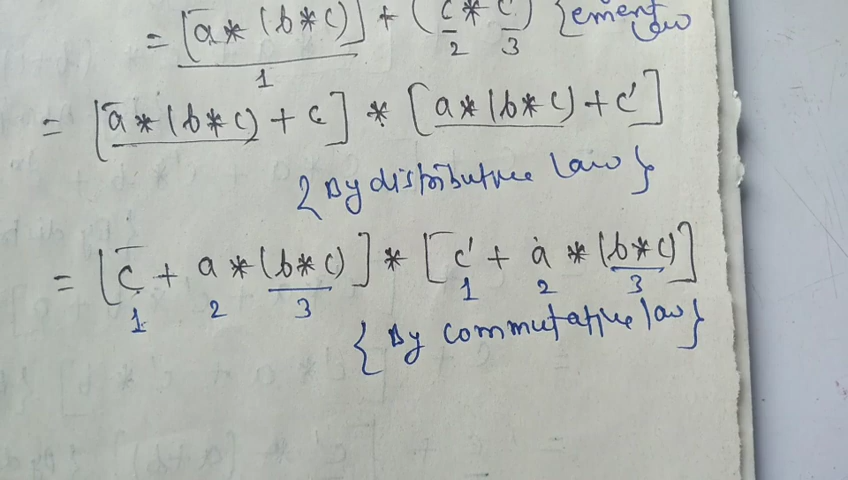 = [a * (b * c)] + (c * c') {ement
1 2 3 Law
= [a * (b * c) + c] * [a * (b * c) + c']
{By distributive Law}
= [c + a * (b * c)] * [c' + a * (b * c)]
1 2 3 1 2 3
{By commutative law}